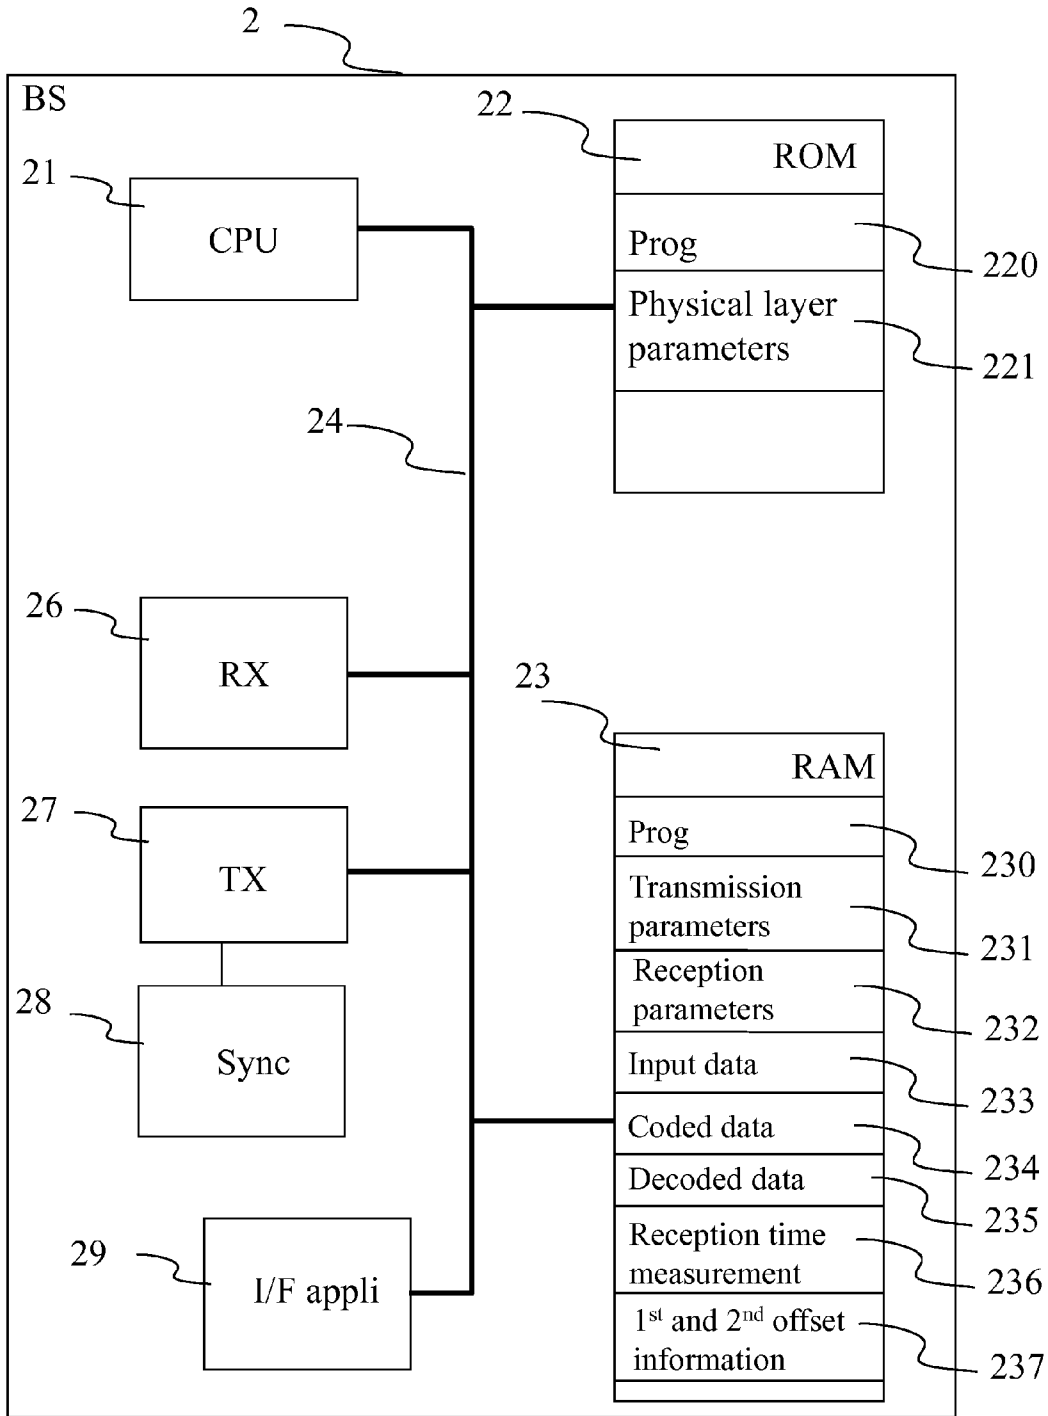 2
BS
22
ROM
21
CPU
Prog
220
Physical layer
parameters
221
24
26
RX
23
RAM
27
TX
Prog
230
Transmission
parameters
231
Reception
parameters
232
28
Sync
Input data
233
Coded data
234
Decoded data
235
29
I/F appli
Reception time
measurement
236
1st and 2nd offset
information
237